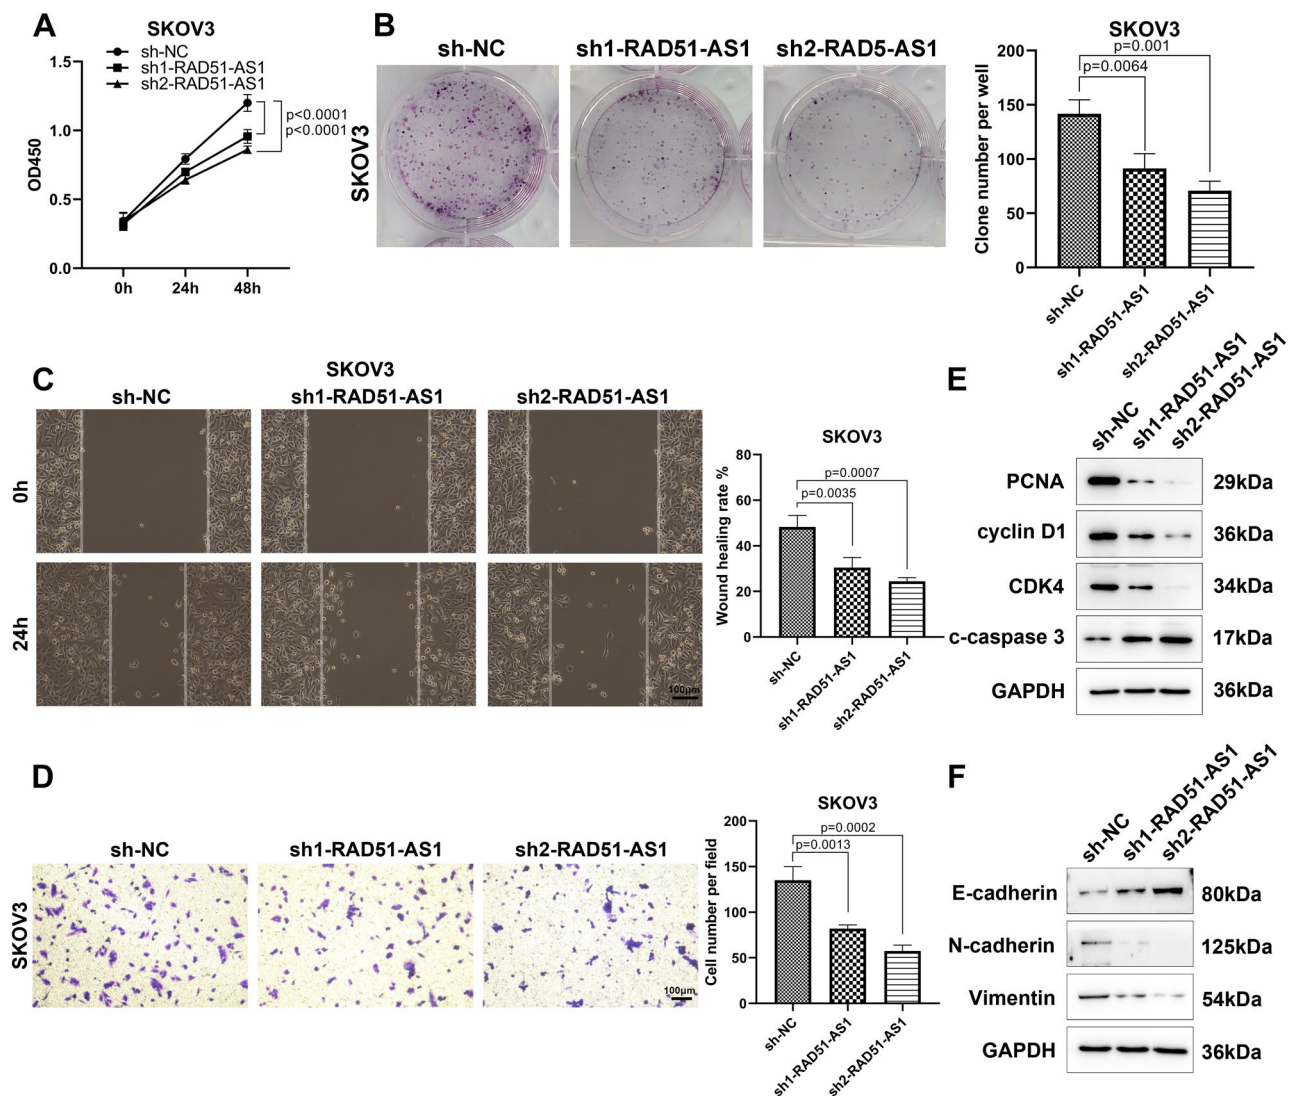 A
SKOV3
sh-NC
sh1-RAD51-AS1
sh2-RAD51-AS1
1.5
1.0
0.5
0.0
OD450
0h
24h
48h
p<0.0001
p<0.0001
B
sh-NC
sh1-RAD51-AS1
sh2-RAD5-AS1
SKOV3
SKOV3
p=0.001
p=0.0064
200
150
100
50
0
Clone number per well
sh-NC
sh1-RAD51-AS1
sh2-RAD51-AS1
C
SKOV3
sh-NC
sh1-RAD51-AS1
sh2-RAD51-AS1
0h
24h
100μm
SKOV3
p=0.0007
p=0.0035
80
60
40
20
0
Wound healing rate %
sh-NC
sh1-RAD51-AS1
sh2-RAD51-AS1
D
sh-NC
sh1-RAD51-AS1
sh2-RAD51-AS1
SKOV3
100μm
SKOV3
p=0.0002
p=0.0013
200
150
100
50
0
Cell number per field
sh-NC
sh1-RAD51-AS1
sh2-RAD51-AS1
E
sh-NC
sh1-RAD51-AS1
sh2-RAD51-AS1
PCNA 29kDa
cyclin D1 36kDa
CDK4 34kDa
c-caspase 3 17kDa
GAPDH 36kDa
F
sh-NC
sh1-RAD51-AS1
sh2-RAD51-AS1
E-cadherin 80kDa
N-cadherin 125kDa
Vimentin 54kDa
GAPDH 36kDa